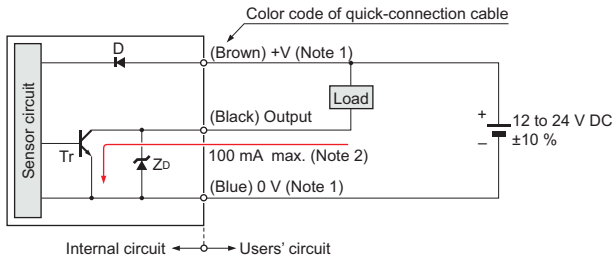 Color code of quick-connection cable
D
(Brown) +V (Note 1)
Sensor circuit
Load
(Black) Output
+
12 to 24 V DC
±10 %
–
Tr
ZD
100 mA max. (Note 2)
(Blue) 0 V (Note 1)
Internal circuit
Users' circuit